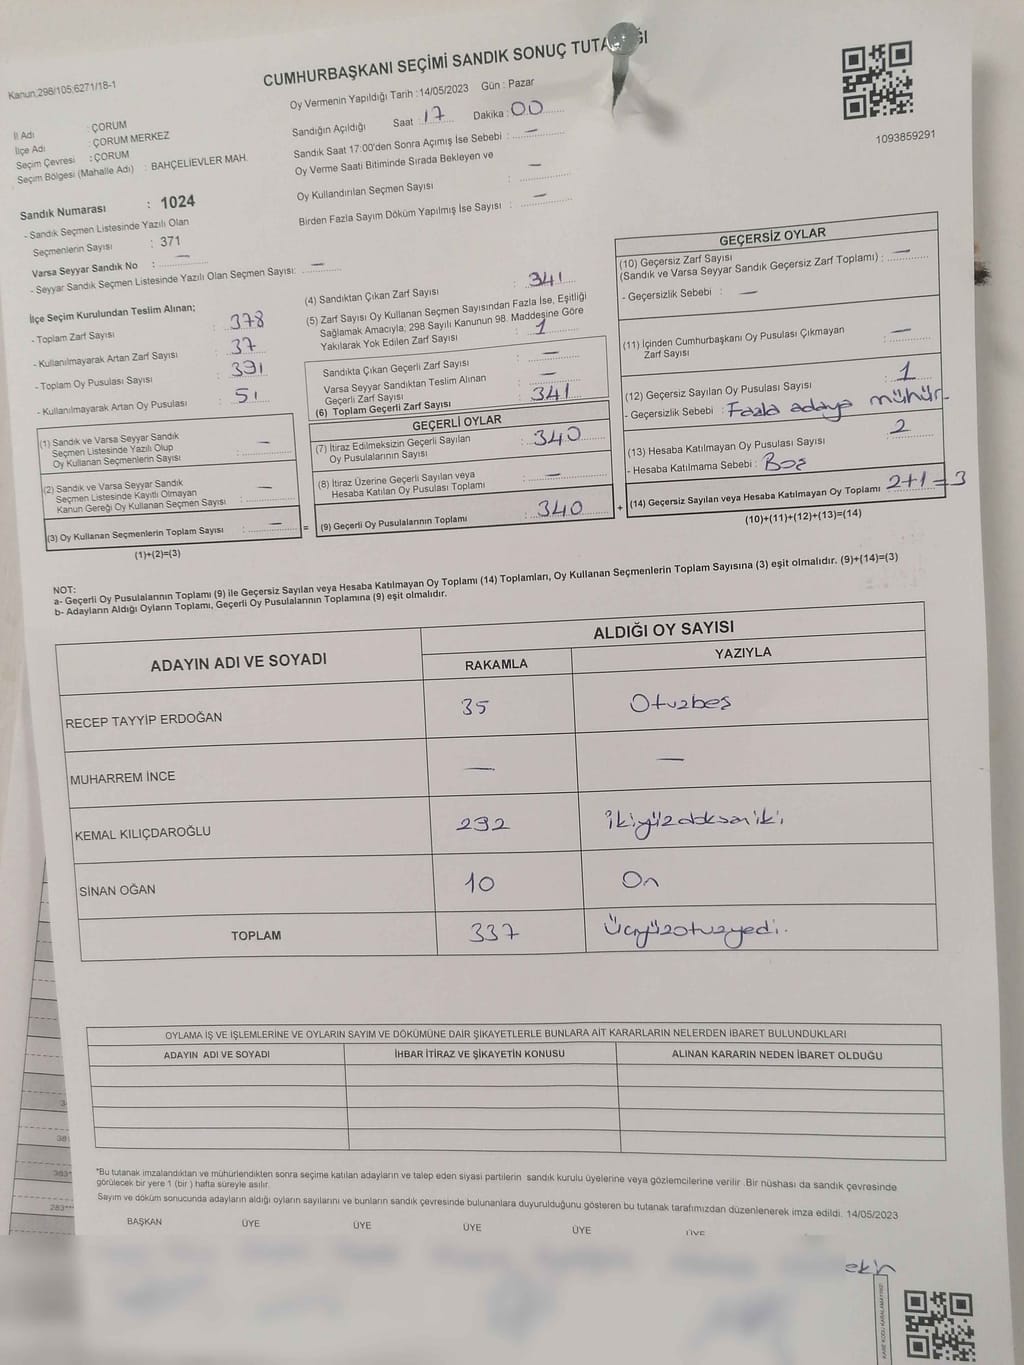 CUMHURBAŞKANI SEÇİMİ SANDIK SONUÇ TUTA
Kanun,298/105;6271/18-1
Oy Vermenin Yapıldığı Tarih :14/05/2023 Gün : Pazar
1093859291
İl Adı : ÇORUM
İlçe Adı : ÇORUM MERKEZ
Seçim Çevresi : ÇORUM
Seçim Bölgesi (Mahalle Adı) : BAHÇELİEVLER MAH.
Sandık Numarası : 1024
- Sandık Seçmen Listesinde Yazılı Olan
Seçmenlerin Sayısı : 371
Varsa Seyyar Sandık No : —
- Seyyar Sandık Seçmen Listesinde Yazılı Olan Seçmen Sayısı: —
Sandığın Açıldığı Saat : 17 Dakika : 00
Sandık Saat 17:00'den Sonra Açımış İse Sebebi : —
Oy Verme Saati Bitiminde Sırada Bekleyen ve
Oy Kullandırılan Seçmen Sayısı : —
Birden Fazla Sayım Döküm Yapılmış İse Sayısı : —
İlçe Seçim Kurulundan Teslim Alınan;
- Toplam Zarf Sayısı : 378
- Kullanılmayarak Artan Zarf Sayısı : 37
- Toplam Oy Pusulası Sayısı : 391
- Kullanılmayarak Artan Oy Pusulası : 51
(1) Sandık ve Varsa Seyyar Sandık
Seçmen Listesinde Yazılı Olup
Oy Kullanan Seçmenlerin Sayısı : —
(2) Sandık ve Varsa Seyyar Sandık
Seçmen Listesinde Kayıtlı Olmayan
Kanun Gereği Oy Kullanan Seçmen Sayısı : —
(3) Oy Kullanan Seçmenlerin Toplam Sayısı : —
(1)+(2)=(3)
=
(4) Sandıktan Çıkan Zarf Sayısı : 341
(5) Zarf Sayısı Oy Kullanan Seçmen Sayısından Fazla İse, Eşitliği
Sağlamak Amacıyla; 298 Sayılı Kanunun 98. Maddesine Göre
Yakılarak Yok Edilen Zarf Sayısı : 1
Sandıkta Çıkan Geçerli Zarf Sayısı : —
Varsa Seyyar Sandıktan Teslim Alınan
Geçerli Zarf Sayısı : —
(6) Toplam Geçerli Zarf Sayısı : 341
GEÇERLİ OYLAR
(7) İtiraz Edilmeksizin Geçerli Sayılan
Oy Pusulalarının Sayısı : 340
(8) İtiraz Üzerine Geçerli Sayılan veya
Hesaba Katılan Oy Pusulası Toplamı : —
(9) Geçerli Oy Pusulalarının Toplamı : 340
+
GEÇERSİZ OYLAR
(10) Geçersiz Zarf Sayısı
(Sandık ve Varsa Seyyar Sandık Geçersiz Zarf Toplamı) : —
- Geçersizlik Sebebi : —
(11) İçinden Cumhurbaşkanı Oy Pusulası Çıkmayan
Zarf Sayısı : —
(12) Geçersiz Sayılan Oy Pusulası Sayısı : 1
- Geçersizlik Sebebi : Fazla adaya mühür.
(13) Hesaba Katılmayan Oy Pusulası Sayısı : 2
- Hesaba Katılmama Sebebi : Boş
(14) Geçersiz Sayılan veya Hesaba Katılmayan Oy Toplamı 2+1=3
(10)+(11)+(12)+(13)=(14)
NOT:
a- Geçerli Oy Pusulalarının Toplamı (9) ile Geçersiz Sayılan veya Hesaba Katılmayan Oy Toplamı (14) Toplamları, Oy Kullanan Seçmenlerin Toplam Sayısına (3) eşit olmalıdır. (9)+(14)=(3)
b- Adayların Aldığı Oyların Toplamı, Geçerli Oy Pusulalarının Toplamına (9) eşit olmalıdır.
ADAYIN ADI VE SOYADI
ALDIĞI OY SAYISI
RAKAMLA YAZIYLA
RECEP TAYYİP ERDOĞAN 35 Otuzbeş
MUHARREM İNCE — —
KEMAL KILIÇDAROĞLU 292 İkiyüzdoksaniki
SİNAN OĞAN 10 On
TOPLAM 337 Üçyüzotuzyedi.
OYLAMA İŞ VE İŞLEMLERİNE VE OYLARIN SAYIM VE DÖKÜMÜNE DAİR ŞİKAYETLERLE BUNLARA AİT KARARLARIN NELERDEN İBARET BULUNDUKLARI
ADAYIN ADI VE SOYADI İHBAR İTİRAZ VE ŞİKAYETİN KONUSU ALINAN KARARIN NEDEN İBARET OLDUĞU
*Bu tutanak imzalandıktan ve mühürlendikten sonra seçime katılan adayların ve talep eden siyasi partilerin sandık kurulu üyelerine veya gözlemcilerine verilir .Bir nüshası da sandık çevresinde
görülecek bir yere 1 (bir ) hafta süreyle asılır.
Sayım ve döküm sonucunda adayların aldığı oyların sayılarını ve bunların sandık çevresinde bulunanlara duyurulduğunu gösteren bu tutanak tarafımızdan düzenlenerek imza edildi. 14/05/2023
BAŞKAN ÜYE ÜYE ÜYE ÜYE ÜYE
ekin